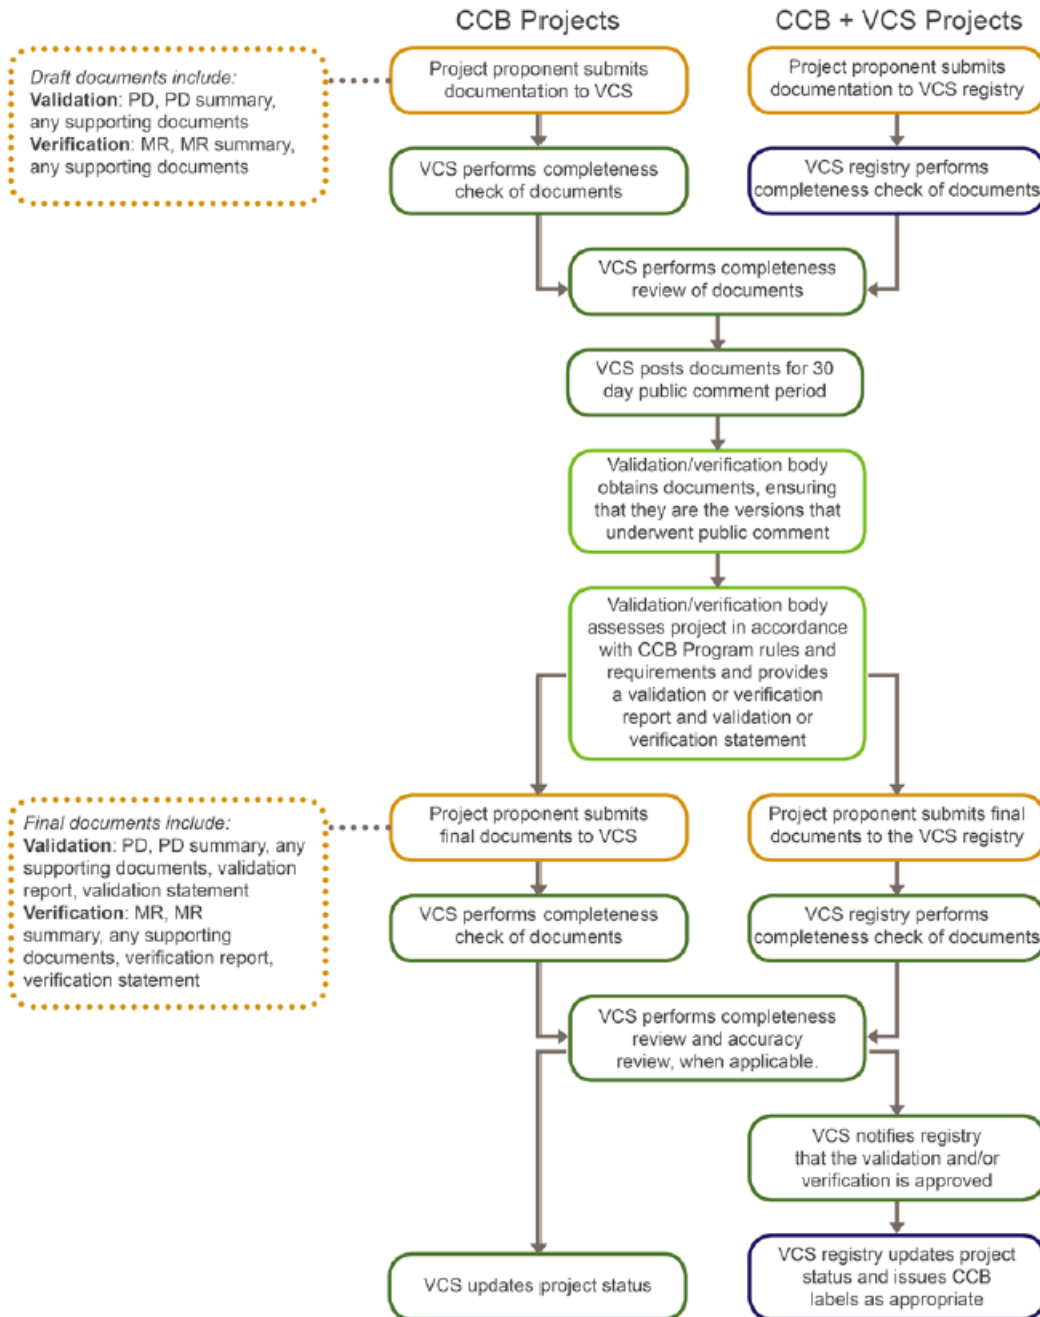 CCB Projects
CCB + VCS Projects
Draft documents include:
Validation: PD, PD summary,
any supporting documents
Verification: MR, MR summary,
any supporting documents
Project proponent submits
documentation to VCS
Project proponent submits
documentation to VCS registry
VCS performs completeness
check of documents
VCS registry performs
completeness check of documents
VCS performs completeness
review of documents
VCS posts documents for 30
day public comment period
Validation/verification body
obtains documents, ensuring
that they are the versions that
underwent public comment
Validation/verification body
assesses project in accordance
with CCB Program rules and
requirements and provides
a validation or verification
report and validation or
verification statement
Final documents include:
Validation: PD, PD summary, any
supporting documents, validation
report, validation statement
Verification: MR, MR
summary, any supporting
documents, verification report,
verification statement
Project proponent submits
final documents to VCS
Project proponent submits final
documents to the VCS registry
VCS performs completeness
check of documents
VCS registry performs
completeness check of documents
VCS performs completeness
review and accuracy
review, when applicable.
VCS notifies registry
that the validation and/or
verification is approved
VCS updates project status
VCS registry updates project
status and issues CCB
labels as appropriate